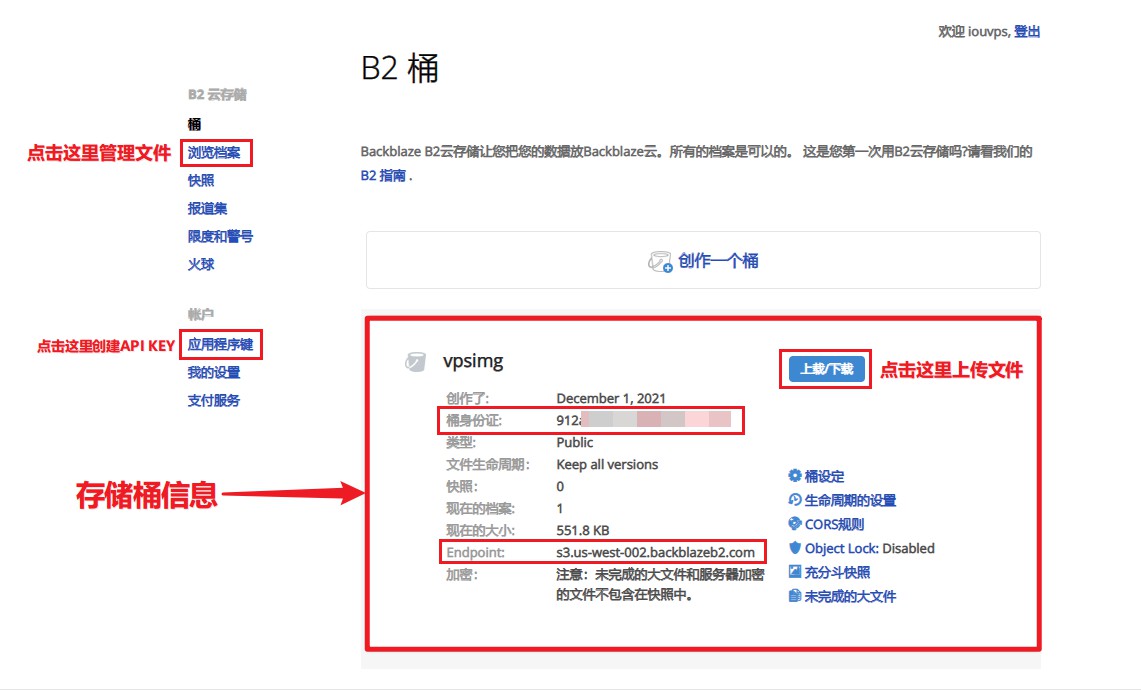 欢迎 iouvps, 登出
B2 桶
B2 云存储
桶
点击这里管理文件
浏览档案
快照
报道集
限度和警号
火球
帐户
点击这里创建API KEY
应用程序键
我的设置
支付服务
Backblaze B2云存储让您把您的数据放Backblaze云。所有的档案是可以的。 这是您第一次用B2云存储吗?请看我们的
B2 指南 .
创作一个桶
存储桶信息
vpsimg
上载/下载
点击这里上传文件
创作了: December 1, 2021
桶身份证: 912
类型: Public
文件生命周期: Keep all versions
快照: 0
现在的档案: 1
现在的大小: 551.8 KB
Endpoint: s3.us-west-002.backblazeb2.com
加密: 注意：未完成的大文件和服务器加密
的文件不包含在快照中。
桶设定
生命周期的设置
CORS规则
Object Lock: Disabled
充分斗快照
未完成的大文件